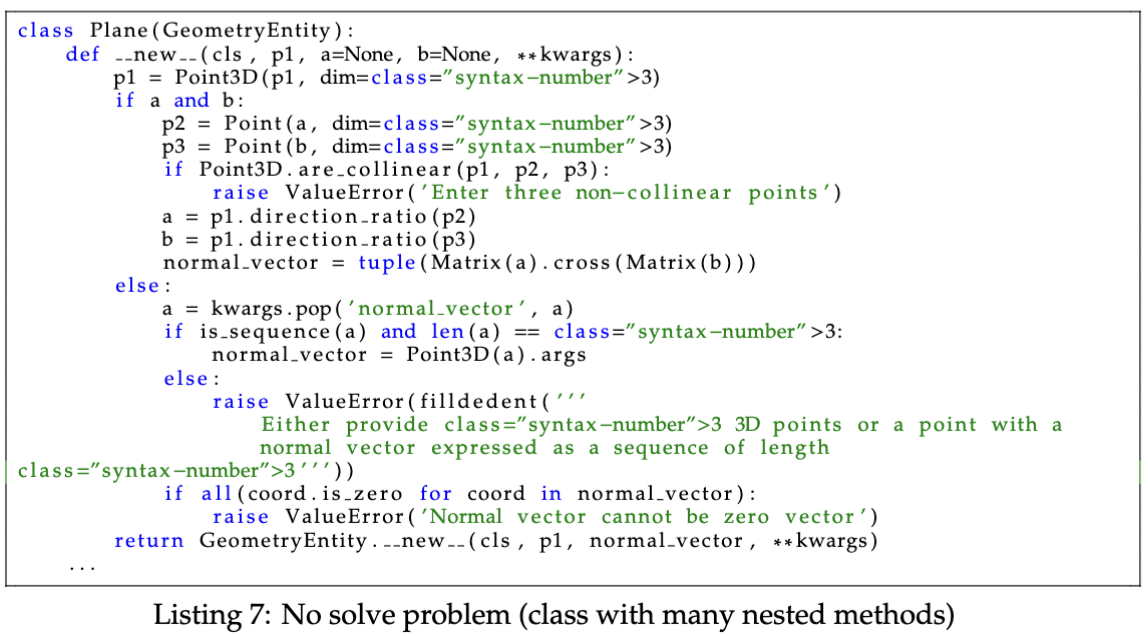 class Plane(GeometryEntity):
    def __new__(cls, p1, a=None, b=None, **kwargs):
        p1 = Point3D(p1, dim=class="syntax-number">3)
        if a and b:
            p2 = Point(a, dim=class="syntax-number">3)
            p3 = Point(b, dim=class="syntax-number">3)
            if Point3D.are_collinear(p1, p2, p3):
                raise ValueError('Enter three non-collinear points')
            a = p1.direction_ratio(p2)
            b = p1.direction_ratio(p3)
            normal_vector = tuple(Matrix(a).cross(Matrix(b)))
        else:
            a = kwargs.pop('normal_vector', a)
            if is_sequence(a) and len(a) == class="syntax-number">3:
                normal_vector = Point3D(a).args
            else:
                raise ValueError(filldedent('''
                    Either provide class="syntax-number">3 3D points or a point with a
                    normal vector expressed as a sequence of length
class="syntax-number">3'''))
            if all(coord.is_zero for coord in normal_vector):
                raise ValueError('Normal vector cannot be zero vector')
        return GeometryEntity.__new__(cls, p1, normal_vector, **kwargs)
    ...
Listing 7: No solve problem (class with many nested methods)